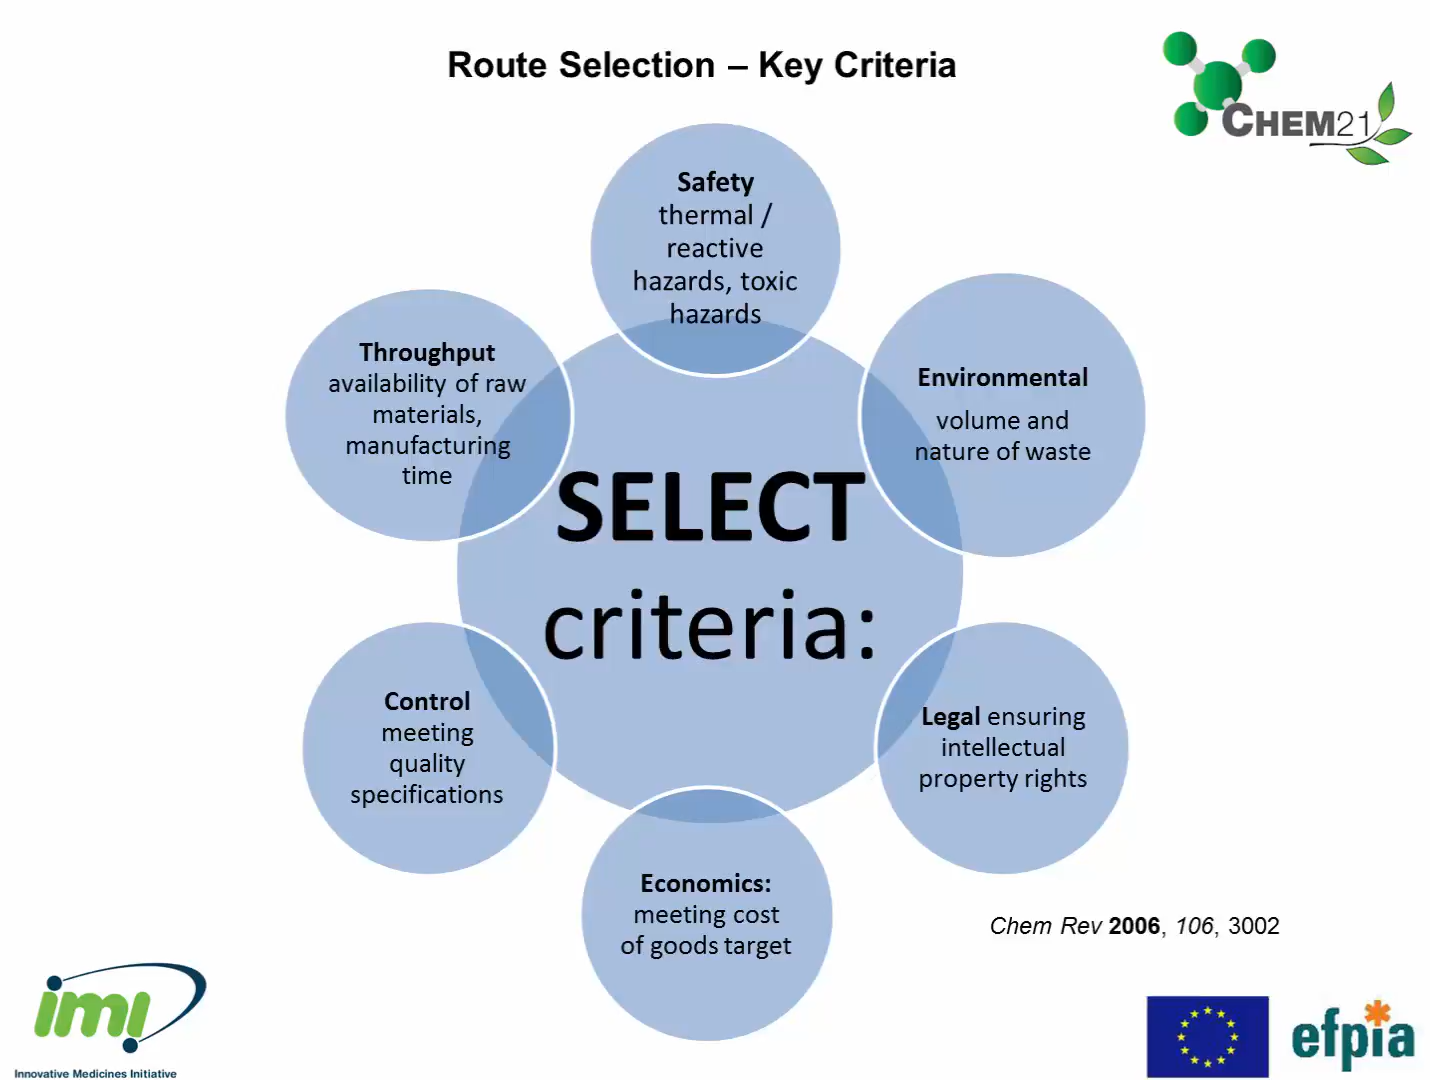 Route Selection – Key Criteria
CHEM21
Safety
thermal /
reactive
hazards, toxic
hazards
Environmental
volume and
nature of waste
Legal ensuring
intellectual
property rights
Economics:
meeting cost
of goods target
Control
meeting
quality
specifications
Throughput
availability of raw
materials,
manufacturing
time
SELECT
criteria:
Chem Rev 2006, 106, 3002
imi
Innovative Medicines Initiative
efpia